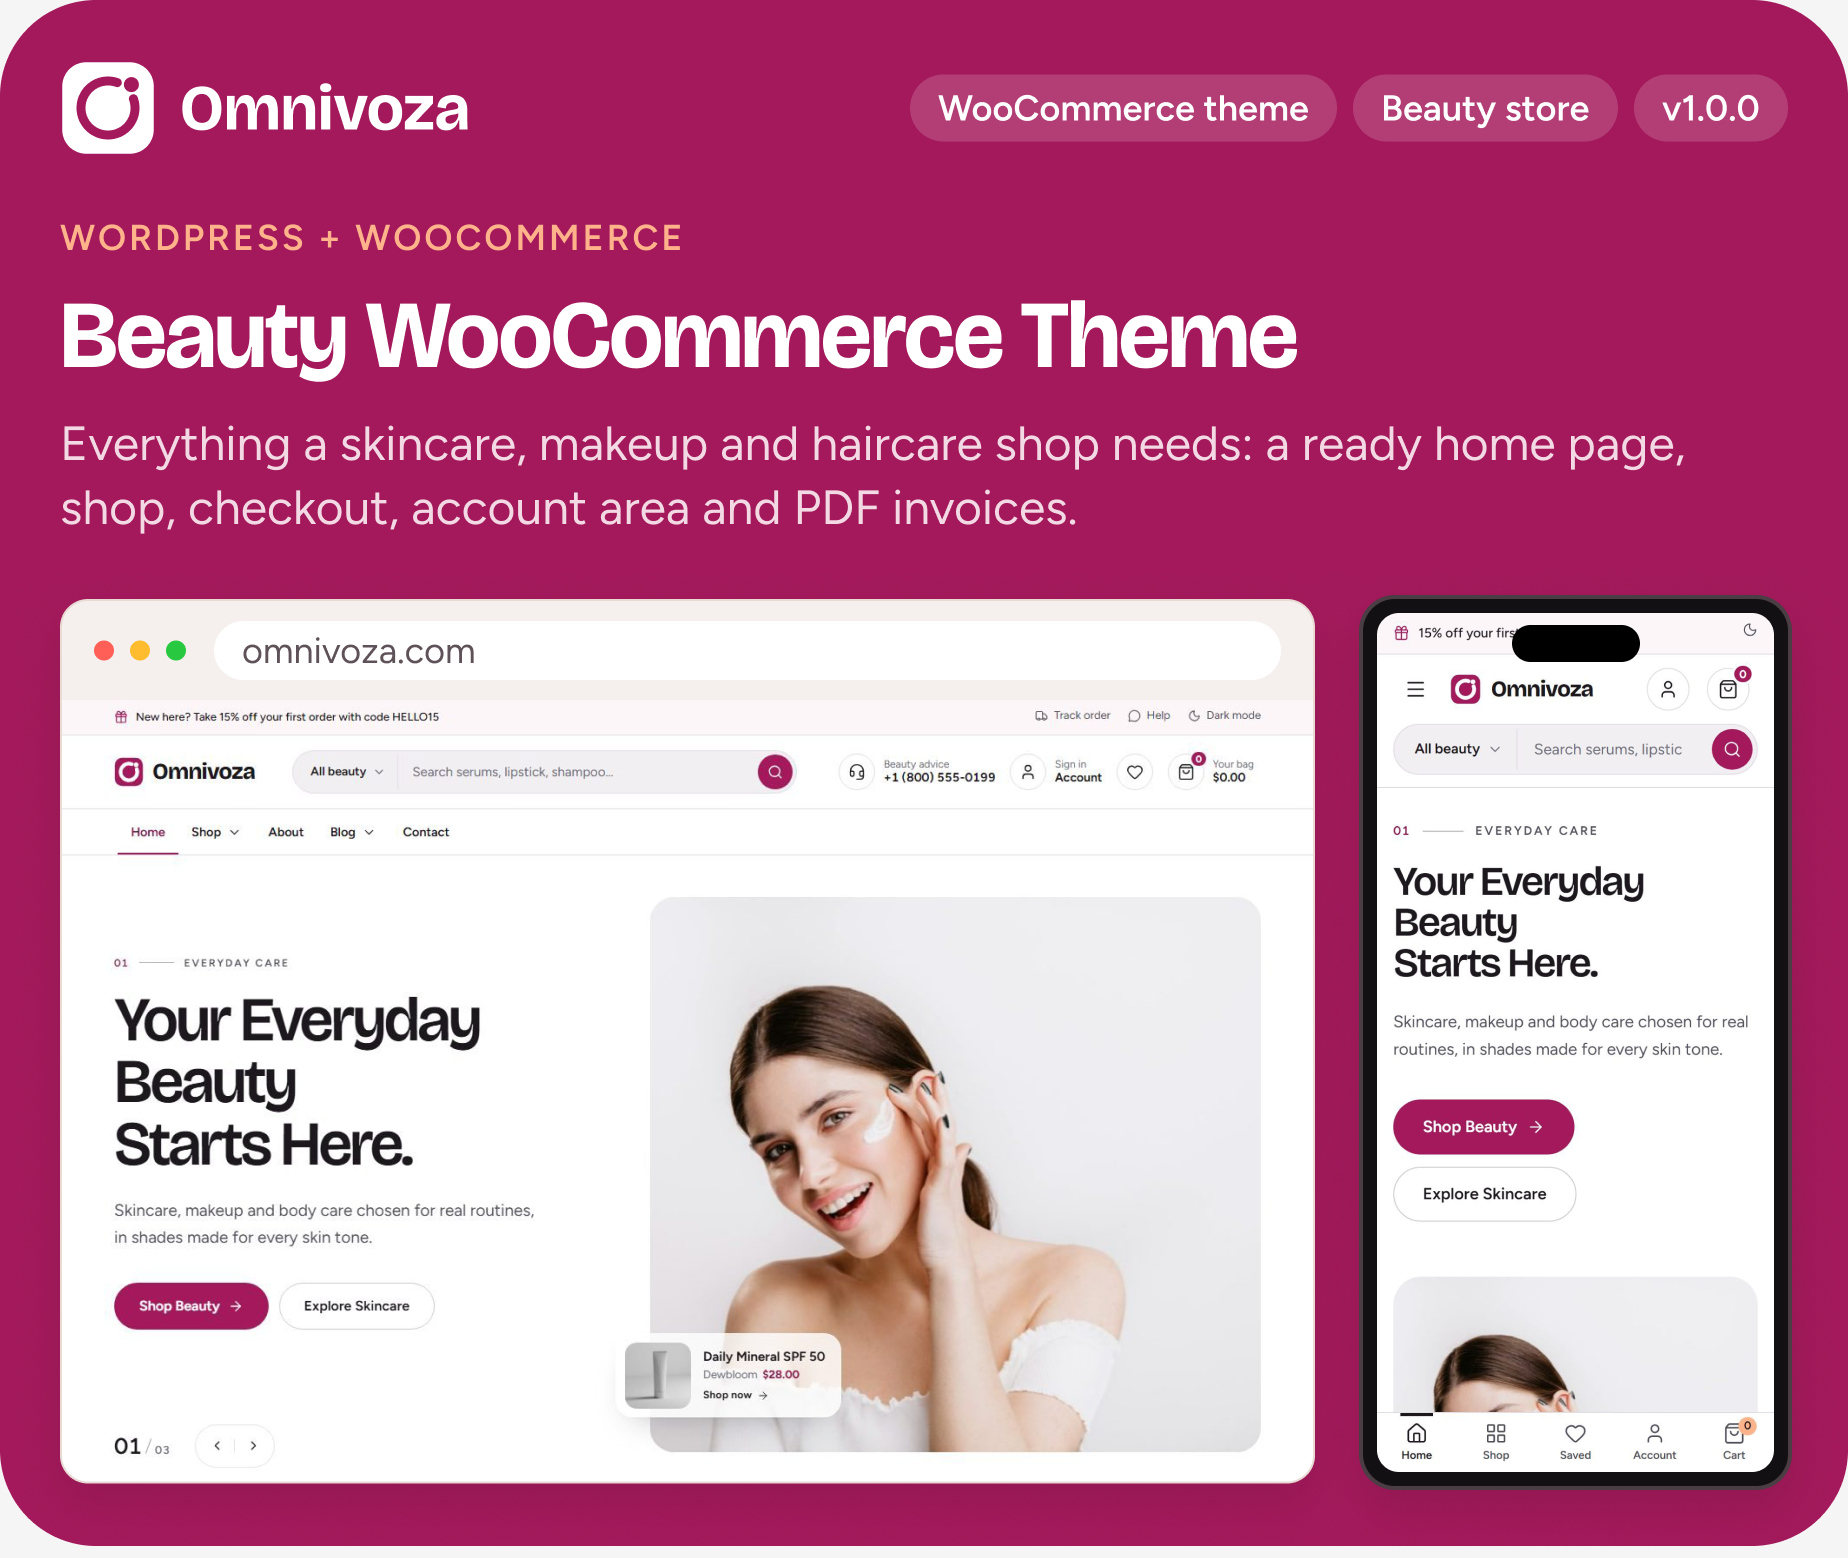 Omnivoza
WooCommerce theme
Beauty store
v1.0.0
WORDPRESS + WOOCOMMERCE
Beauty WooCommerce Theme
Everything a skincare, makeup and haircare shop needs: a ready home page,
shop, checkout, account area and PDF invoices.
omnivoza.com
New here? Take 15% off your first order with code HELLO15
Track order
Help
Dark mode
Omnivoza
All beauty
Search serums, lipstick, shampoo...
Beauty advice
+1 (800) 555-0199
Sign in
Account
0
Your bag
$0.00
Home
Shop
About
Blog
Contact
01
EVERYDAY CARE
Your Everyday
Beauty
Starts Here.
Skincare, makeup and body care chosen for real routines,
in shades made for every skin tone.
Shop Beauty
Explore Skincare
Daily Mineral SPF 50
Dewbloom $28.00
Shop now
01 / 03
15% off your first
Omnivoza
0
All beauty
Search serums, lipstic
01
EVERYDAY CARE
Your Everyday
Beauty
Starts Here.
Skincare, makeup and body care chosen for real
routines, in shades made for every skin tone.
Shop Beauty
Explore Skincare
Home
Shop
Saved
Account
0
Cart